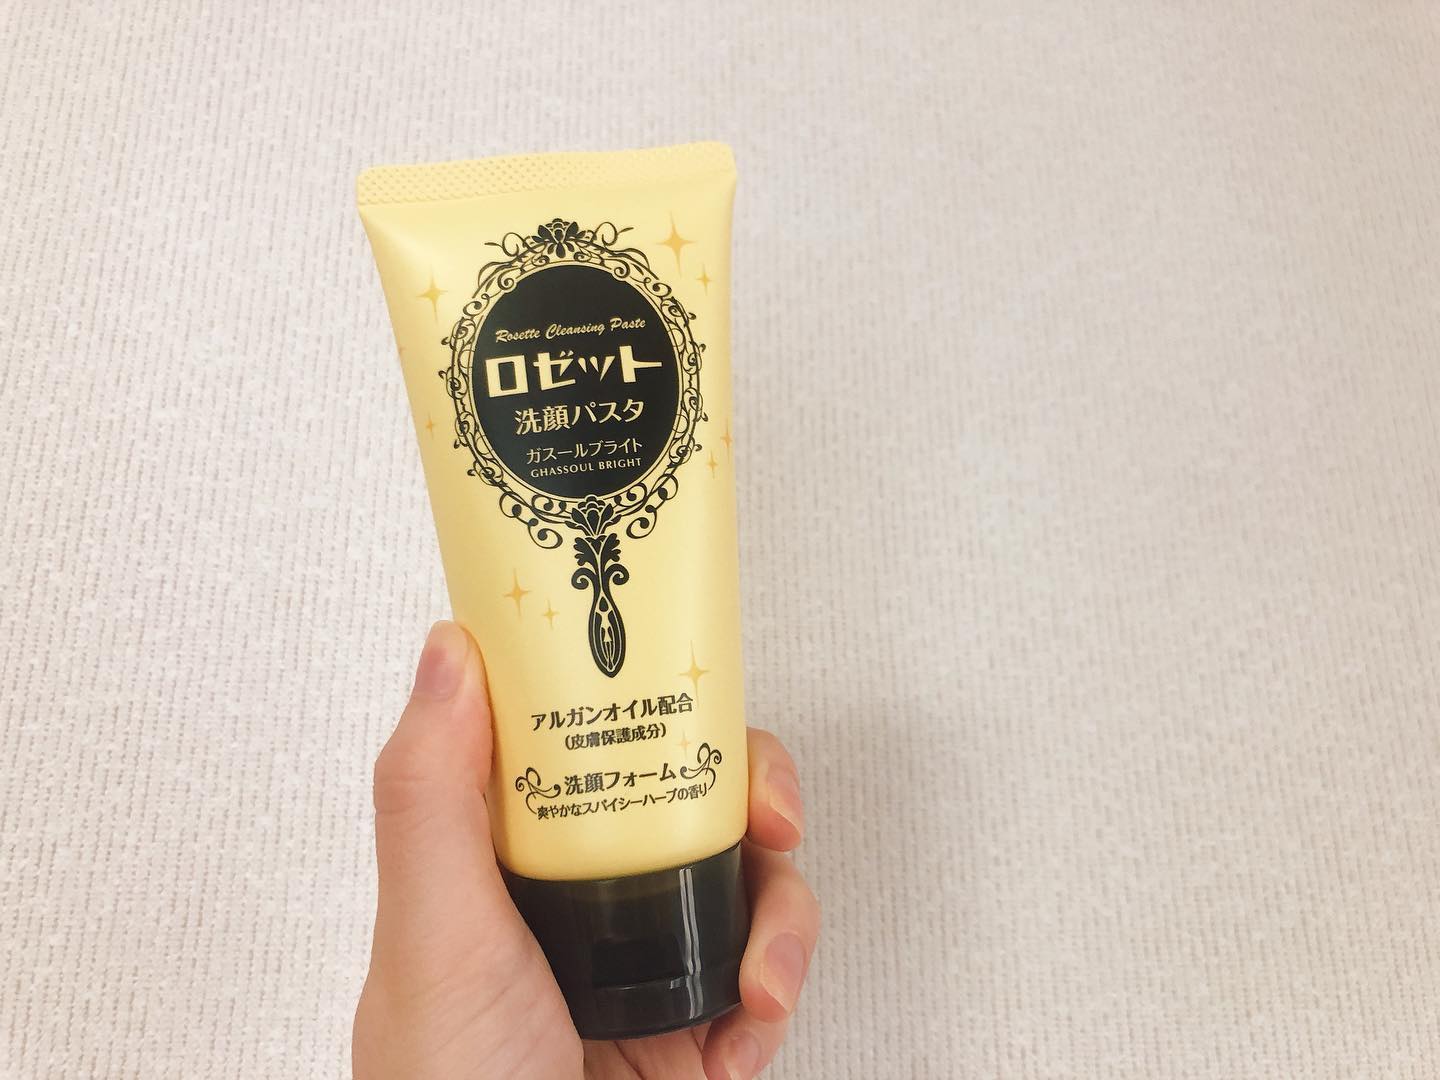 Rosette Cleansing Paste
ロゼット
洗顔パスタ
ガスールブライト
GHASSOUL BRIGHT
アルガンオイル配合
(皮膚保護成分)
洗顔フォーム
爽やかなスパイシーハーブの香り